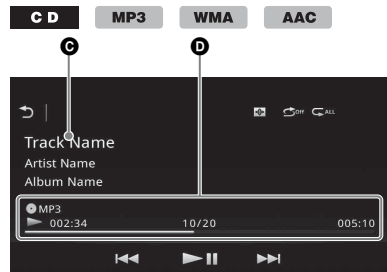 CD MP3 WMA AAC
C D
OFF ALL
Track Name
Artist Name
Album Name
MP3
002:34 10/20 005:10